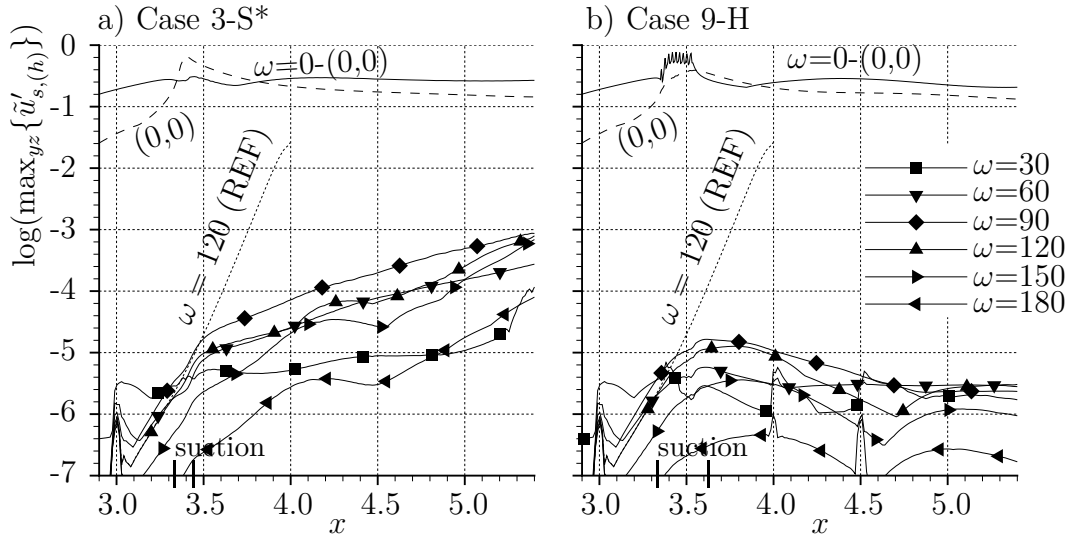 a) Case 3-S*
b) Case 9-H
log(max_{yz}{ũ'_{s,(h)}})
0
-1
-2
-3
-4
-5
-6
-7
ω=0-(0,0)
(0,0)
ω = 120 (REF)
suction
3.0 3.5 4.0 4.5 5.0
x
ω=0-(0,0)
(0,0)
ω = 120 (REF)
suction
3.0 3.5 4.0 4.5 5.0
x
ω=30
ω=60
ω=90
ω=120
ω=150
ω=180